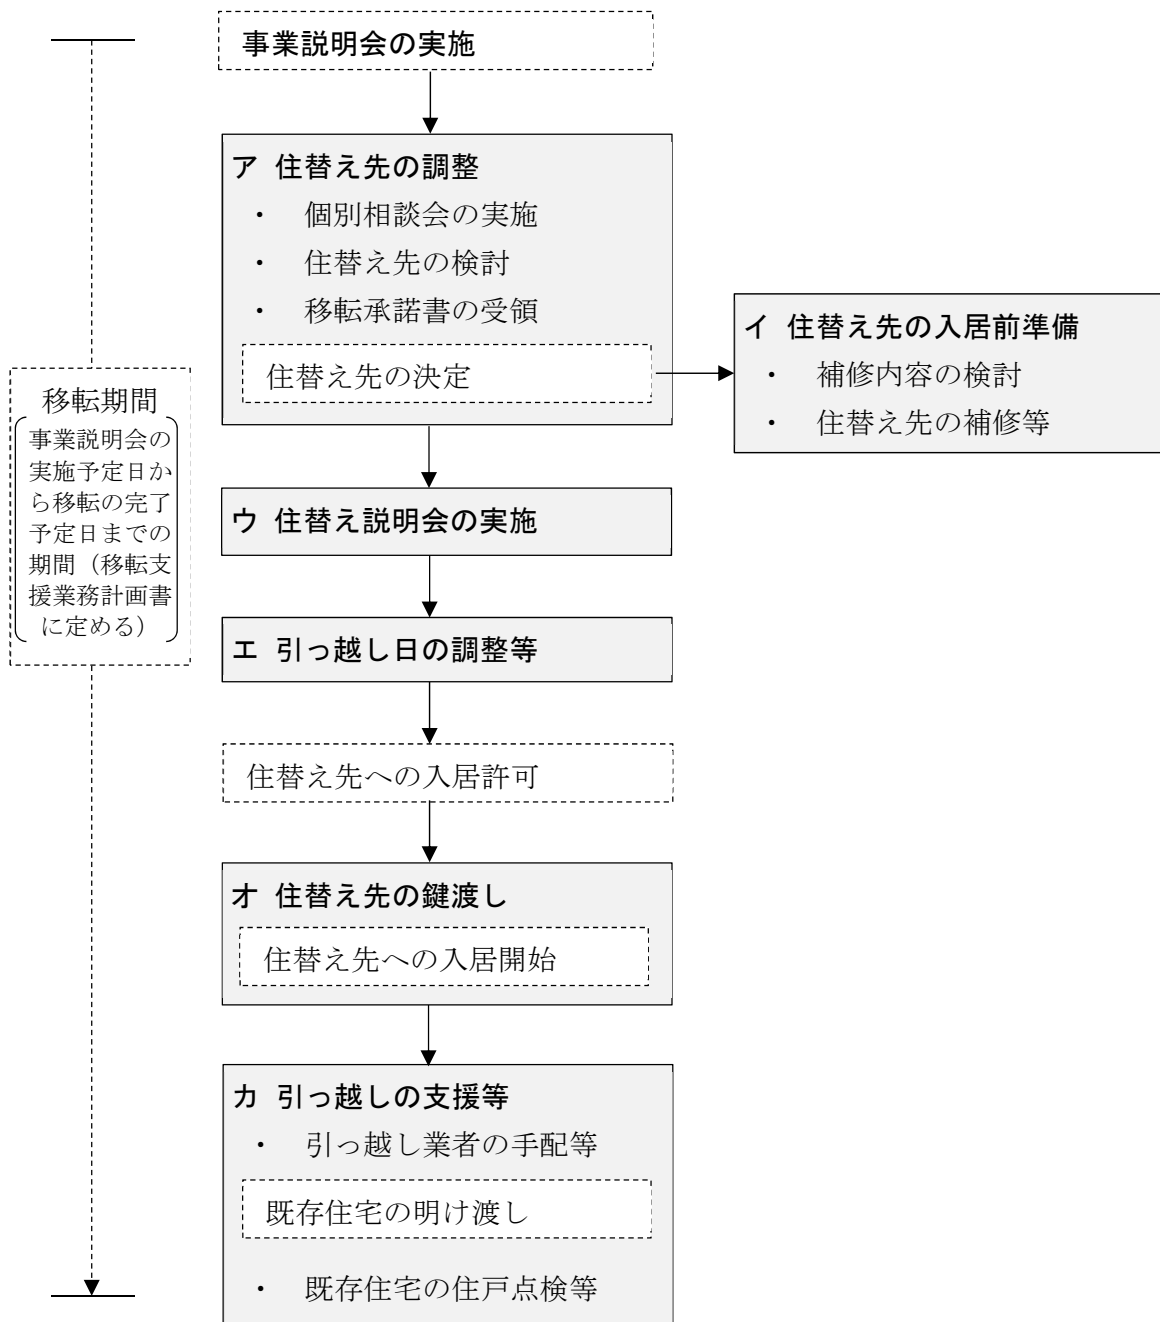 事業説明会の実施
ア 住替え先の調整
・ 個別相談会の実施
・ 住替え先の検討
・ 移転承諾書の受領
住替え先の決定
イ 住替え先の入居前準備
・ 補修内容の検討
・ 住替え先の補修等
移転期間
事業説明会の
実施予定日か
ら移転の完了
予定日までの
期間（移転支
援業務計画書
に定める）
ウ 住替え説明会の実施
エ 引っ越し日の調整等
住替え先への入居許可
オ 住替え先の鍵渡し
住替え先への入居開始
カ 引っ越しの支援等
・ 引っ越し業者の手配等
既存住宅の明け渡し
・ 既存住宅の住戸点検等